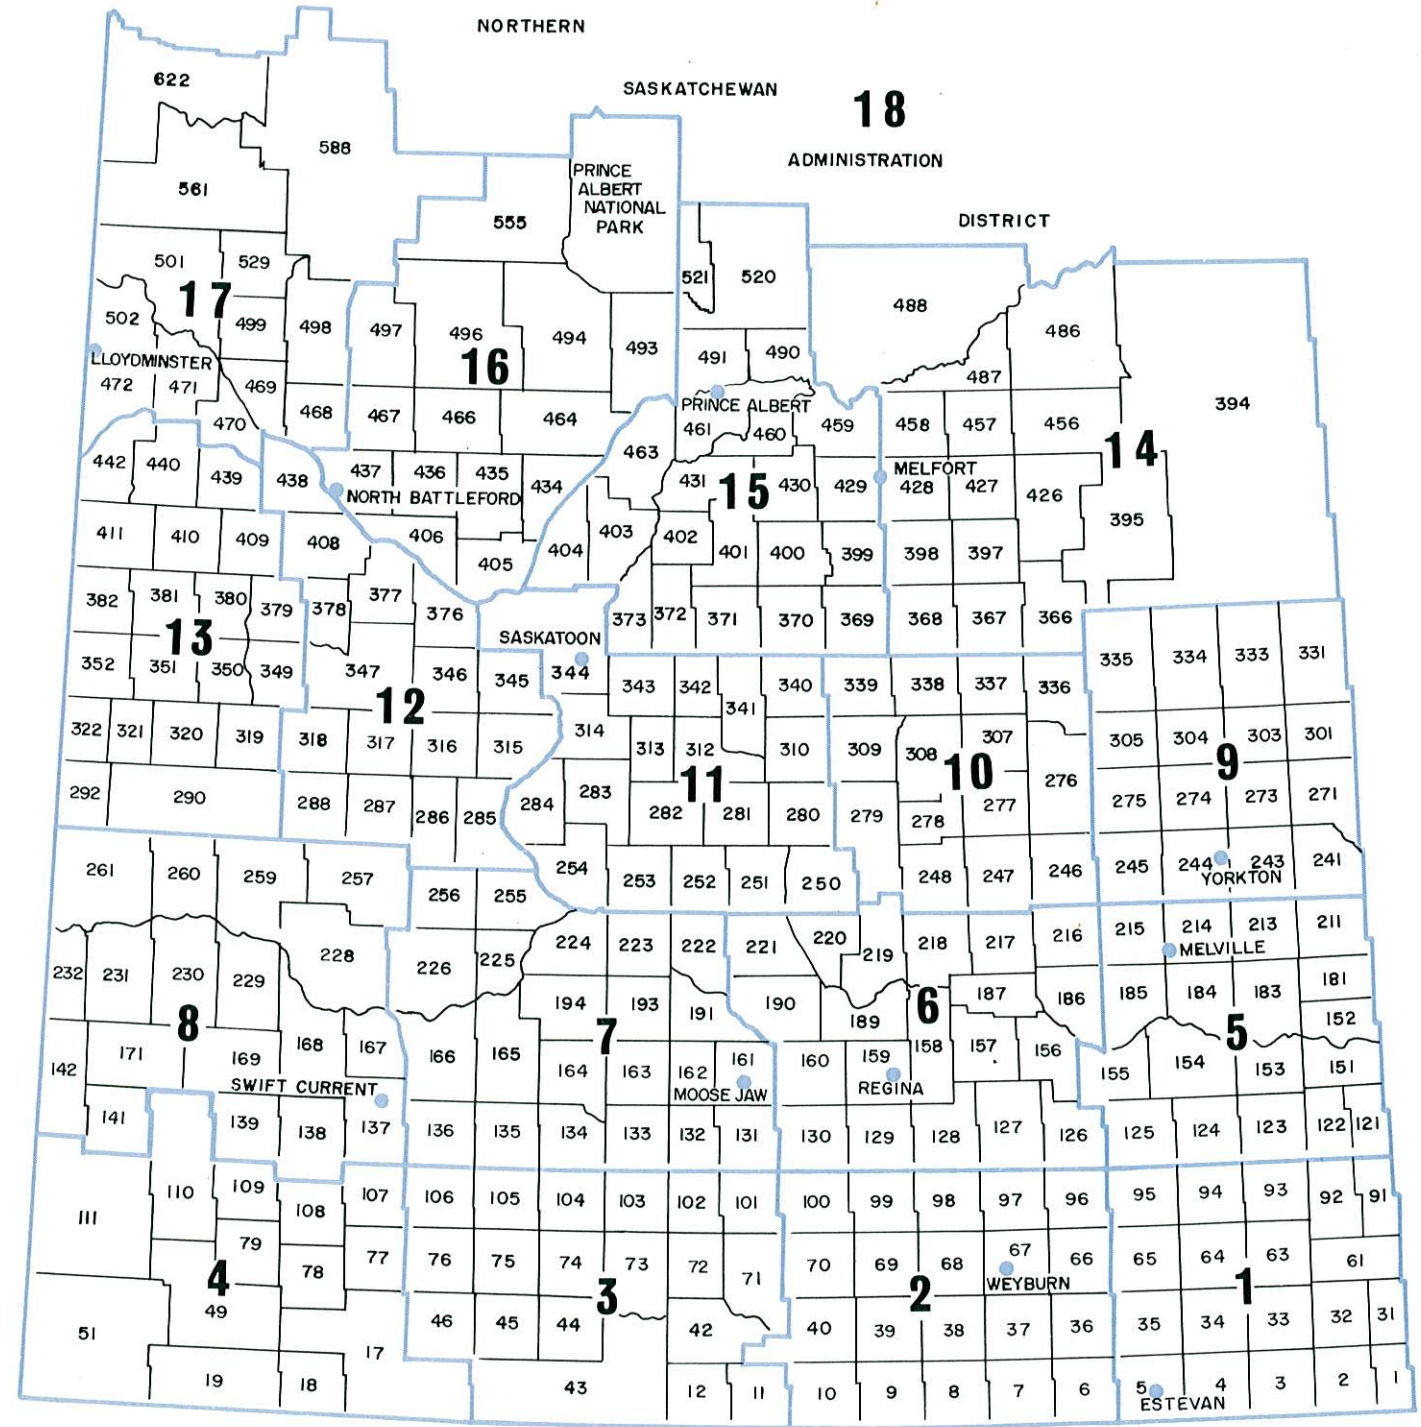 NORTHERN
SASKATCHEWAN
18
ADMINISTRATION
DISTRICT
622
588
561
PRINCE
ALBERT
NATIONAL
PARK
555
501 529
17
521 520
488
502 499 498 497 496 494 493
486
LLOYDMINSTER
16
491 490
487
472 471 469
PRINCE ALBERT
394
470 468 467 466 464
461 460 459 458 457 456
463
14
442 440 439 438 437 436 435 434
MELFORT
NORTH BATTLEFORD
431 15 430 429 428 427 426
395
411 410 409 408 406 405 404 403 402 401 400 399 398 397
382 381 380 379 378 377 376
373 372 371 370 369 368 367 366
13
SASKATOON
352 351 350 349 347 346 345 344
343 342 341 340 339 338 337 336 335 334 333 331
12
322 321 320 319 318 317 316 315 314 313 312 310 309 308 307 305 304 303 301
11
10
9
292 290 288 287 286 285 284 283 282 281 280 279 278 277 276 275 274 273 271
261 260 259 257 256 255 254 253 252 251 250 248 247 246 245 244 243 241
YORKTON
232 231 230 229 228 226 225 224 223 222 221 220 219 218 217 216 215 214 213 211
MELVILLE
194 193 191 190 189 187 186 185 184 183 181
8
7
6
5
152
142 171 169 168 167 166 165 164 163 162 161 160 159 158 157 156 155 154 153 151
SWIFT CURRENT
MOOSE JAW
REGINA
141 139 138 137 136 135 134 133 132 131 130 129 128 127 126 125 124 123 122 121
111 110 109 108 107 106 105 104 103 102 101 100 99 98 97 96 95 94 93 92 91
79 78 77 76 75 74 73 72 71 70 69 68 67 66 65 64 63 61
WEYBURN
4
3
2
1
51 49 46 45 44 42 40 39 38 37 36 35 34 33 32 31
19 18 17 43 12 11 10 9 8 7 6 5 4 3 2 1
ESTEVAN